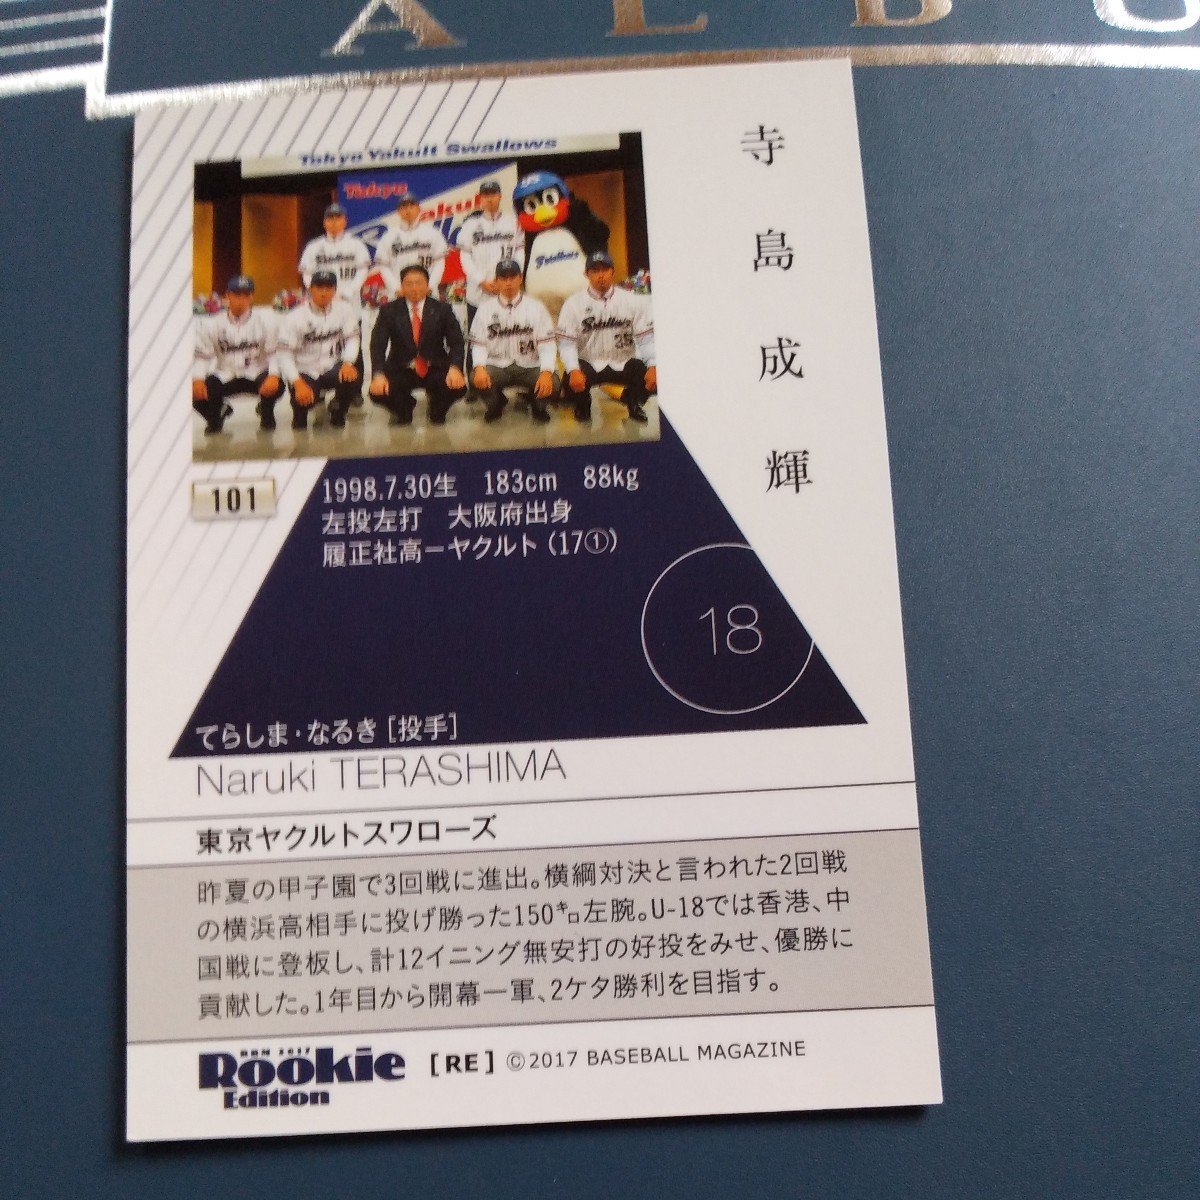 ALBU
Tokyo Yakult Swallows
Tokyo
Yakult
Swallows
寺島成輝
101
1998.7.30生 183cm 88kg
左投左打 大阪府出身
履正社高ーヤクルト(17①)
18
てらしま・なるき[投手]
Naruki TERASHIMA
東京ヤクルトスワローズ
昨夏の甲子園で3回戦に進出。横綱対決と言われた2回戦
の横浜高相手に投げ勝った150㌔左腕。U-18では香港、中
国戦に登板し、計12イニング無安打の好投をみせ、優勝に
貢献した。1年目から開幕一軍、2ケタ勝利を目指す。
BBM 2017
Rookie
Edition
[RE] ©2017 BASEBALL MAGAZINE